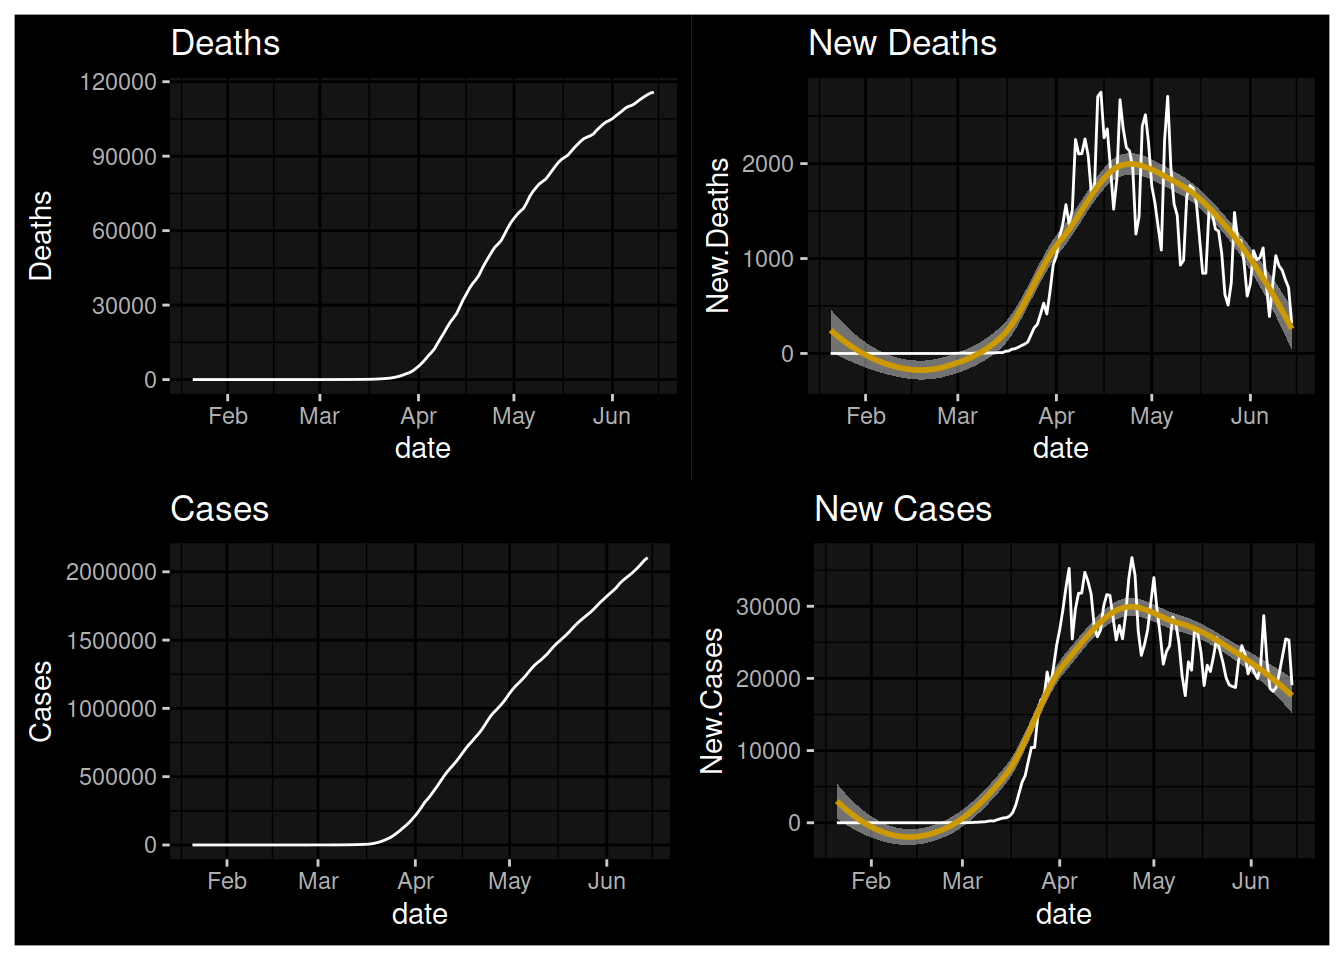 Deaths
120000
90000
60000
30000
0
Deaths
Feb Mar Apr May Jun
date
New Deaths
2000
1000
0
New.Deaths
Feb Mar Apr May Jun
date
Cases
2000000
1500000
1000000
500000
0
Cases
Feb Mar Apr May Jun
date
New Cases
30000
20000
10000
0
New.Cases
Feb Mar Apr May Jun
date